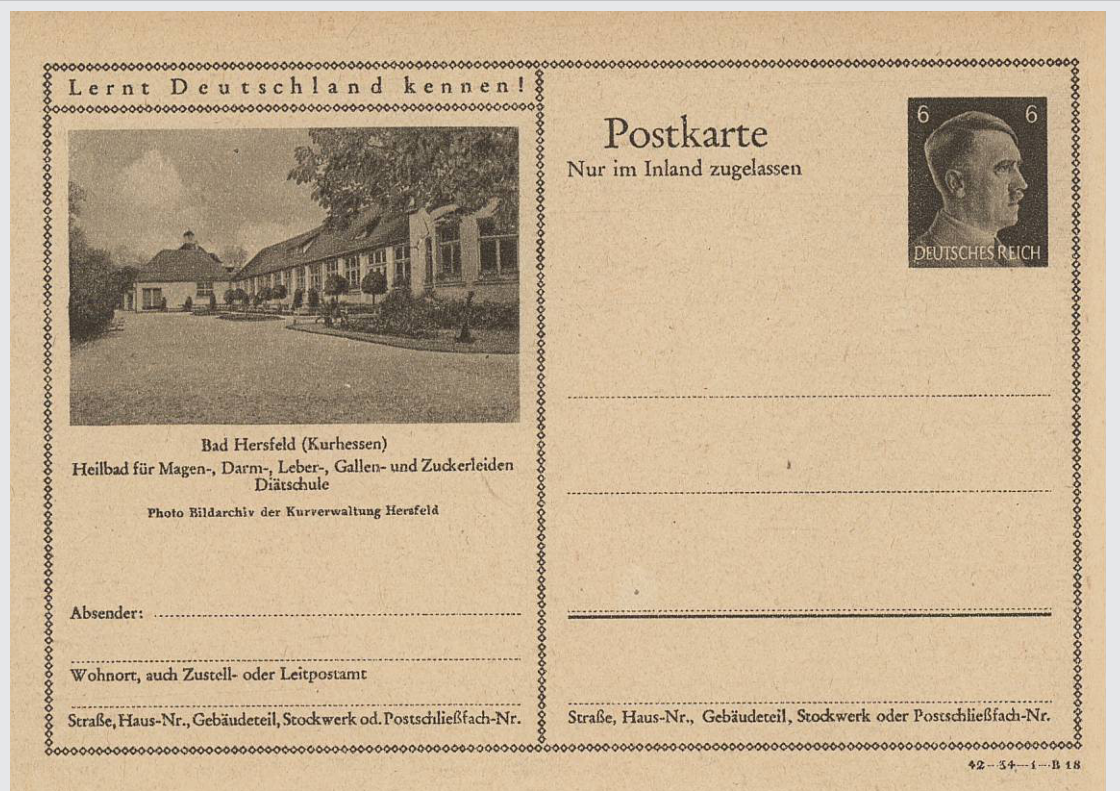 Lernt Deutschland kennen!
Bad Hersfeld (Kurhessen)
Heilbad für Magen-, Darm-, Leber-, Gallen- und Zuckerleiden
Diätschule
Photo Bildarchiv der Kurverwaltung Hersfeld
Absender:
Wohnort, auch Zustell- oder Leitpostamt
Straße, Haus-Nr., Gebäudeteil, Stockwerk od. Postschließfach-Nr.
Postkarte
Nur im Inland zugelassen
6 6
DEUTSCHES REICH
Straße, Haus-Nr., Gebäudeteil, Stockwerk oder Postschließfach-Nr.
42--34--1--B 18